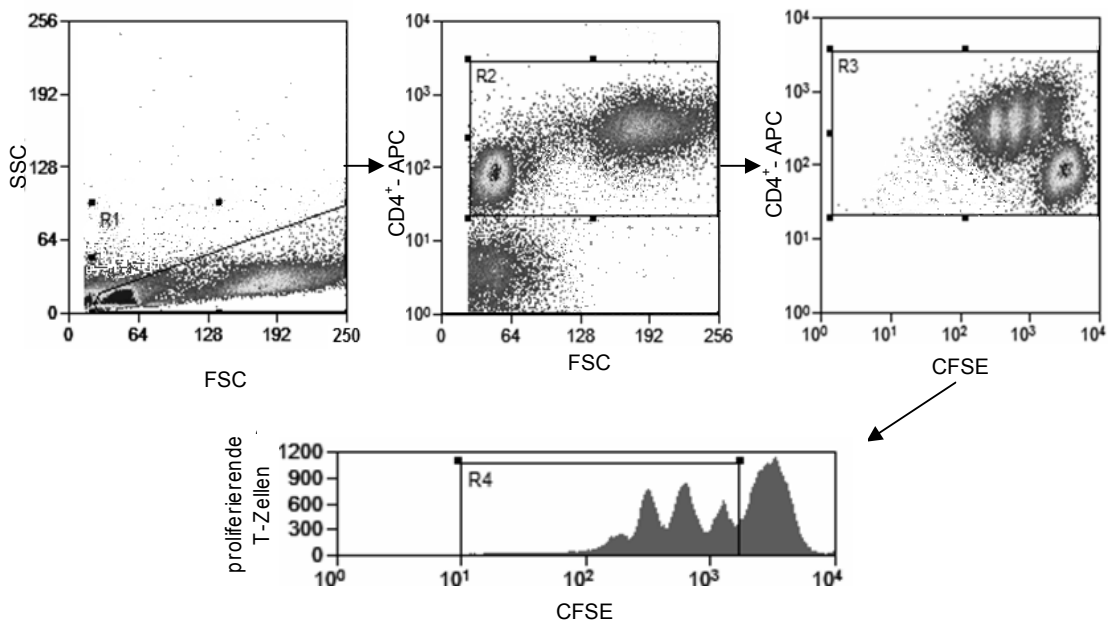 256
192
128
64
0
SSC
R1
0 64 128 192 250
FSC
10⁴
10³
10²
10¹
10⁰
CD4⁺- APC
R2
0 64 128 192 256
FSC
10⁴
10³
10²
10¹
10⁰
CD4⁺- APC
R3
10⁰ 10¹ 10² 10³ 10⁴
CFSE
proliferierende
T-Zellen
1200
900
600
300
0
R4
10⁰ 10¹ 10² 10³ 10⁴
CFSE